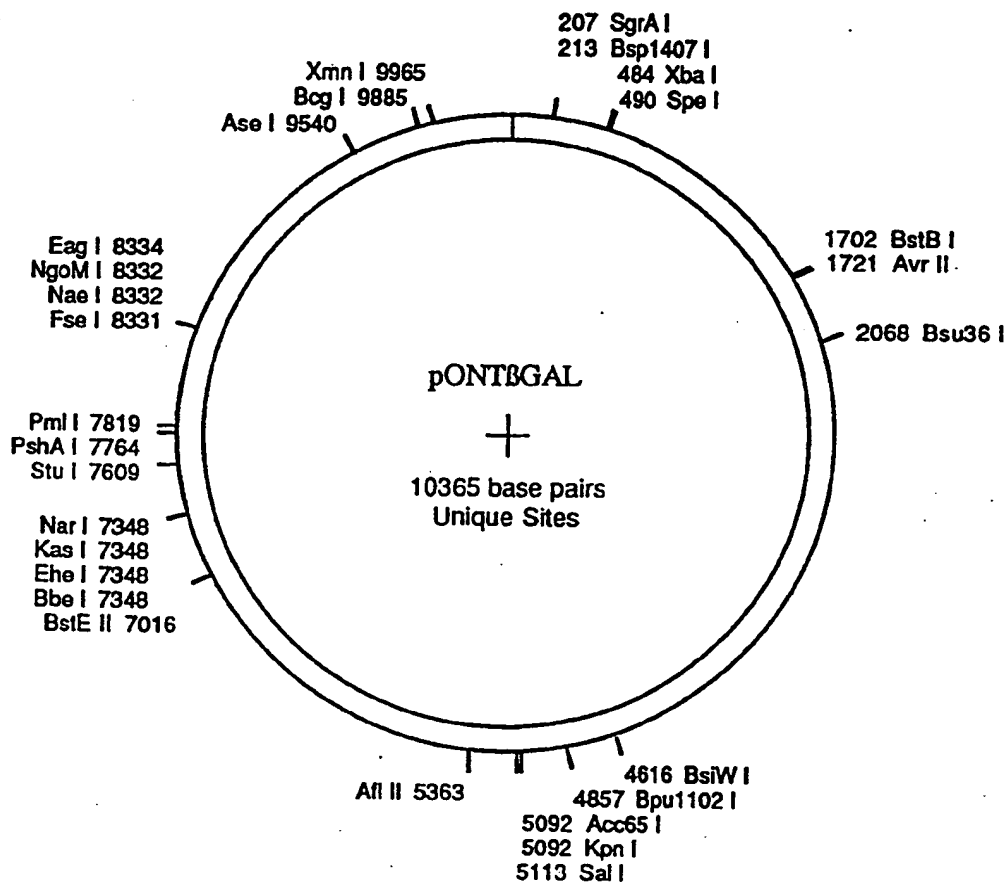 207 SgrA I
213 Bsp1407 I
484 Xba I
490 Spe I
Xmn I 9965
Bcg I 9885
Ase I 9540
1702 BstB I
1721 Avr II
2068 Bsu36 I
Eag I 8334
NgoM I 8332
Nae I 8332
Fse I 8331
pONTßGAL
10365 base pairs
Unique Sites
Pml I 7819
PshA I 7764
Stu I 7609
Nar I 7348
Kas I 7348
Ehe I 7348
Bbe I 7348
BstE II 7016
Afl II 5363
4616 BsiW I
4857 Bpu1102 I
5092 Acc65 I
5092 Kpn I
5113 Sal I